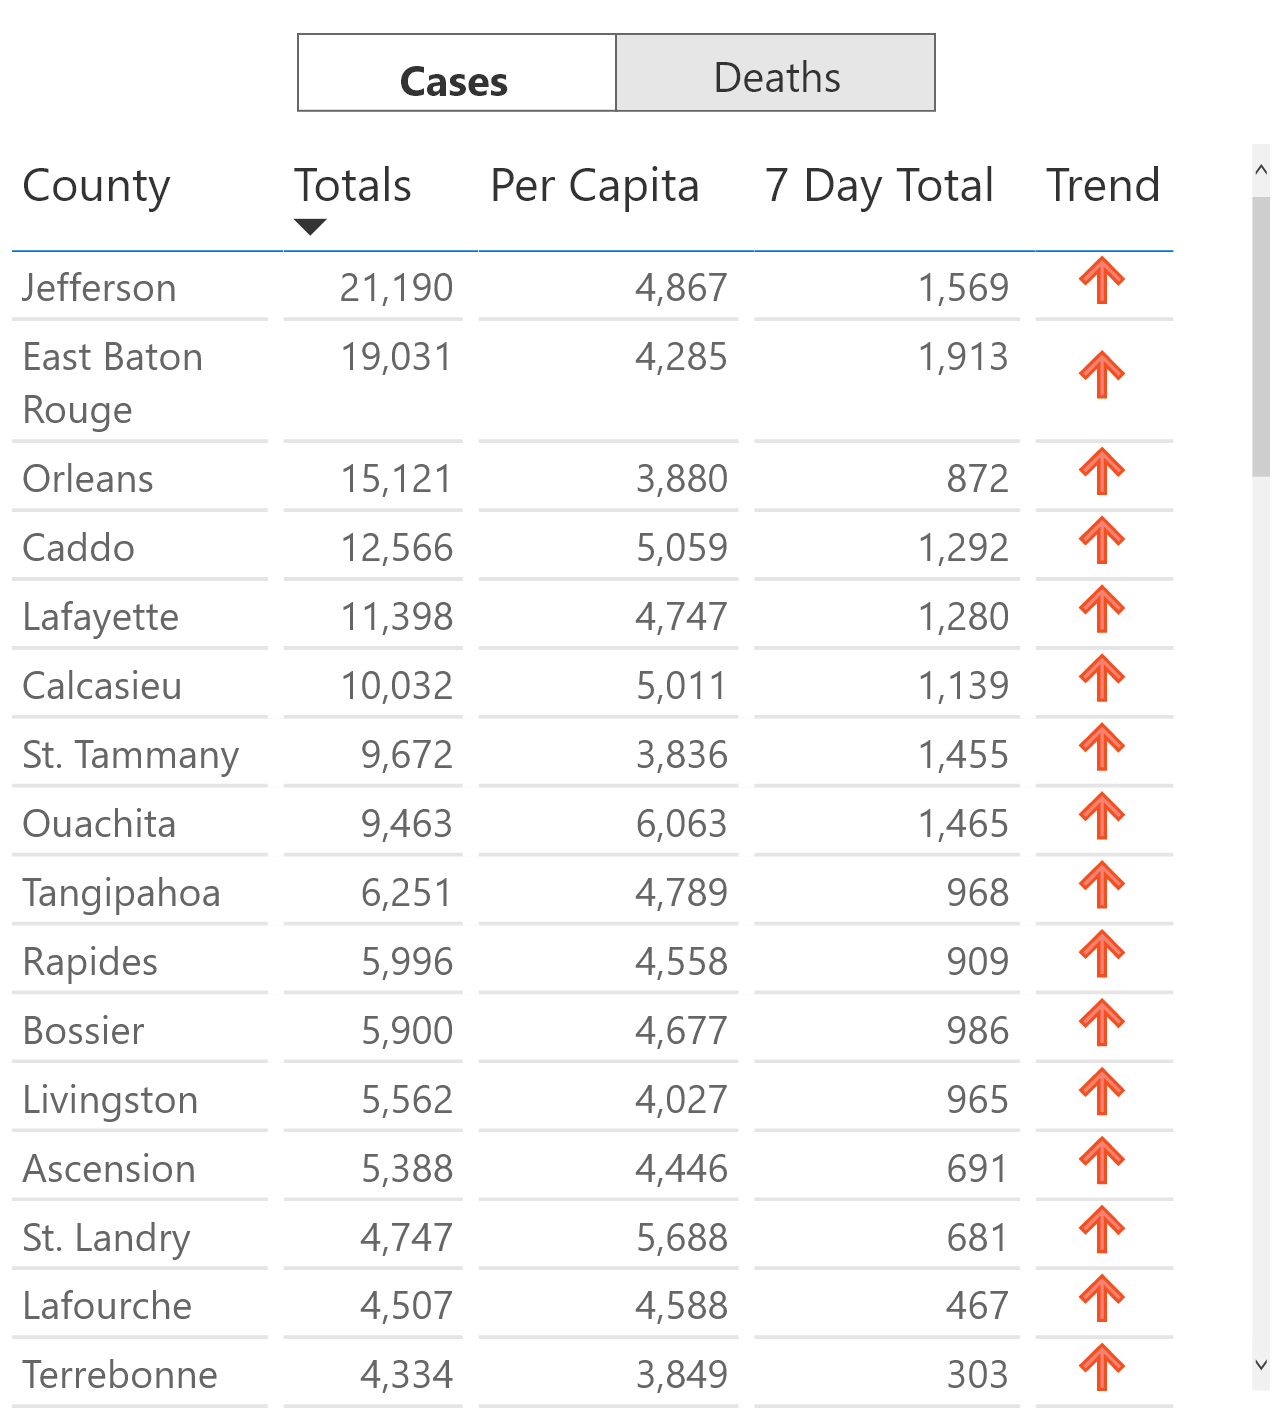 Cases Deaths
County Totals Per Capita 7 Day Total Trend
Jefferson 21,190 4,867 1,569
East Baton 19,031 4,285 1,913
Rouge
Orleans 15,121 3,880 872
Caddo 12,566 5,059 1,292
Lafayette 11,398 4,747 1,280
Calcasieu 10,032 5,011 1,139
St. Tammany 9,672 3,836 1,455
Ouachita 9,463 6,063 1,465
Tangipahoa 6,251 4,789 968
Rapides 5,996 4,558 909
Bossier 5,900 4,677 986
Livingston 5,562 4,027 965
Ascension 5,388 4,446 691
St. Landry 4,747 5,688 681
Lafourche 4,507 4,588 467
Terrebonne 4,334 3,849 303